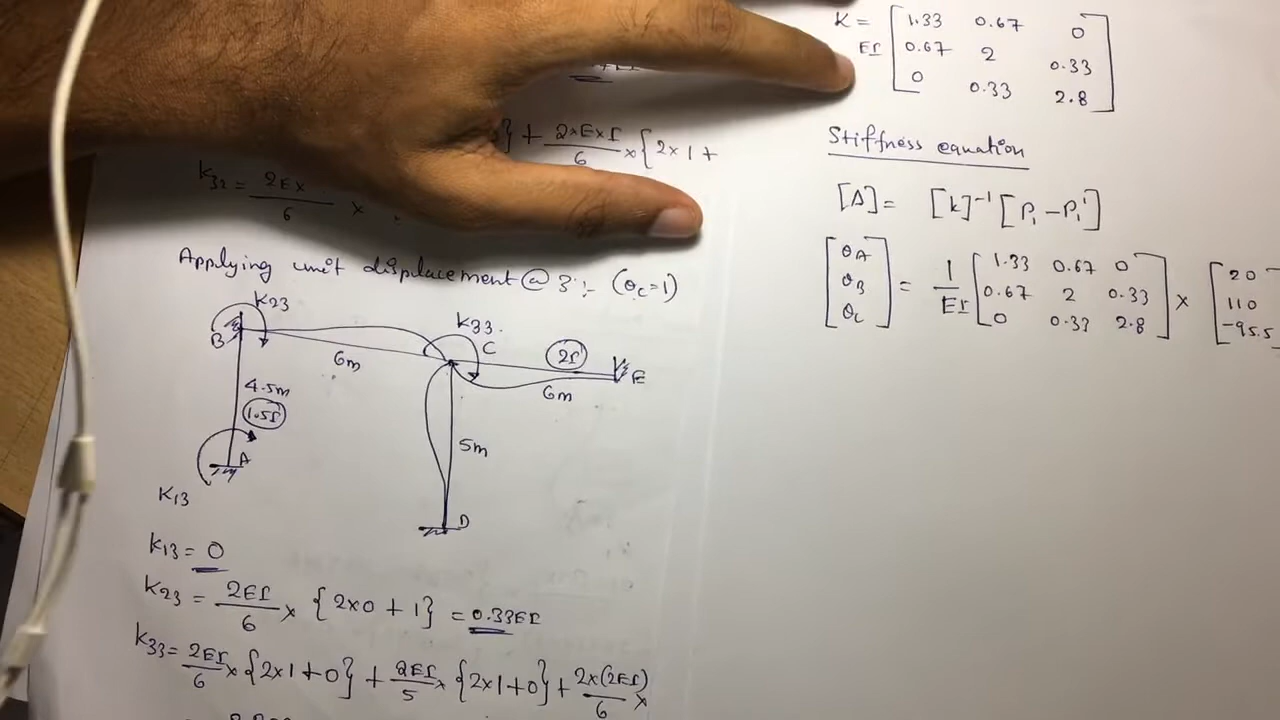 K = [ 1.33 0.67 0
EI 0.67 2 0.33
0 0.33 2.8 ]
} + 2×E×I/6 × {2×1 +
K32 = 2E×/6 ×
Stiffness equation
[Δ] = [k]⁻¹ [P₁ - P₁']
Applying unit displacement @ 3 :- (θc=1)
[ θA
θB
θc ] = 1/EI [ 1.33 0.67 0
0.67 2 0.33
0 0.33 2.8 ] × [ 20
110
-95.5
K23
B
6m
K33.
C
2I
E
6m
4.5m
1.5I
A
5m
D
K13
K13 = 0
K23 = 2EI/6 × {2×0 + 1} = 0.33EI
K33 = 2EI/6 × {2×1+0} + 2EI/5 × {2×1+0} + 2×(2EI)/6 ×